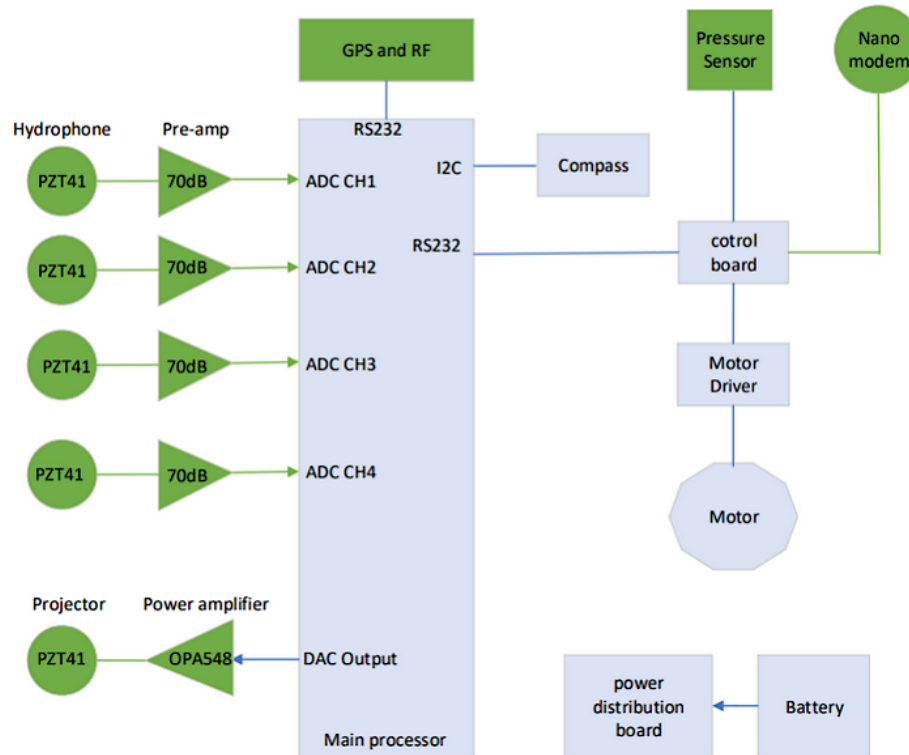 GPS and RF
Pressure
Sensor
Nano
modem
RS232
Hydrophone
Pre-amp
PZT41
70dB
ADC CH1
I2C
Compass
RS232
cotrol
board
PZT41
70dB
ADC CH2
PZT41
70dB
ADC CH3
Motor
Driver
PZT41
70dB
ADC CH4
Motor
Projector
Power amplifier
PZT41
OPA548
DAC Output
power
distribution
board
Battery
Main processor